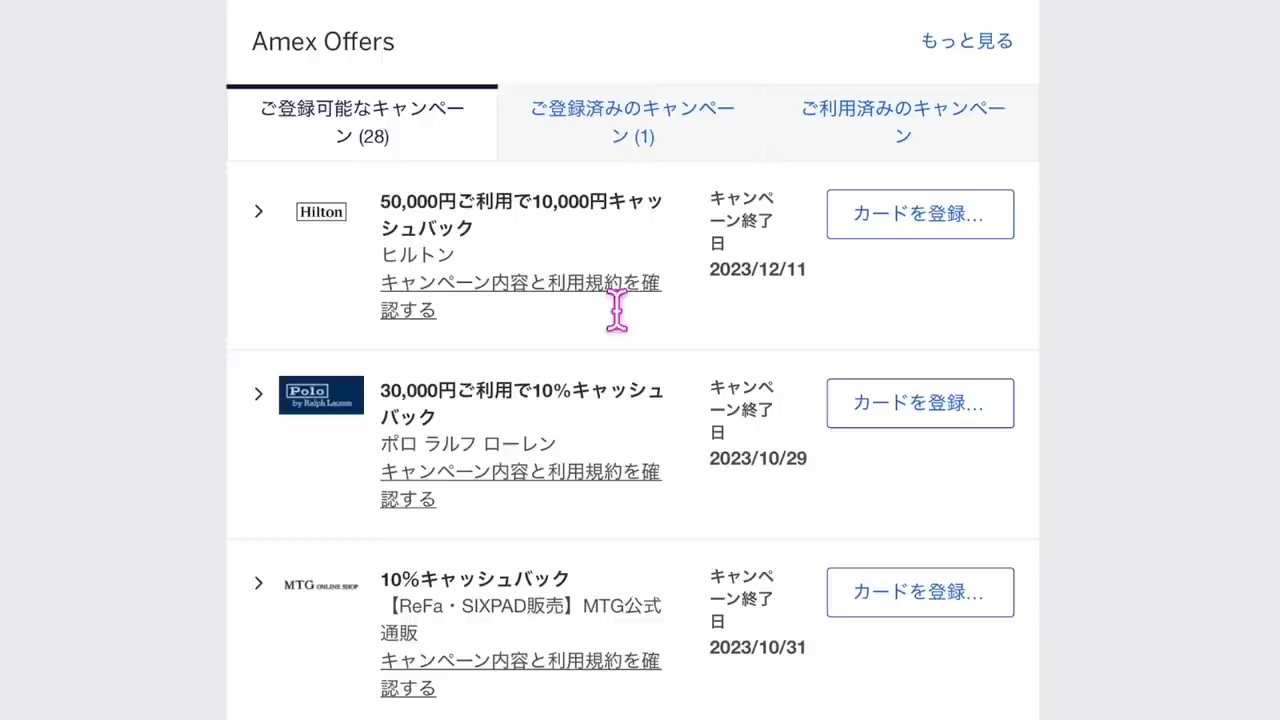 Amex Offers
もっと見る
ご登録可能なキャンペー
ン (28)
ご登録済みのキャンペー
ン (1)
ご利用済みのキャンペー
ン
Hilton
50,000円ご利用で10,000円キャッ
シュバック
ヒルトン
キャンペーン内容と利用規約を確
認する
キャンペ
ーン終了
日
2023/12/11
カードを登録…
Polo
by Ralph Lauren
30,000円ご利用で10%キャッシュ
バック
ポロ ラルフ ローレン
キャンペーン内容と利用規約を確
認する
キャンペ
ーン終了
日
2023/10/29
カードを登録…
MTG ONLINE SHOP
10%キャッシュバック
【ReFa・SIXPAD販売】MTG公式
通販
キャンペーン内容と利用規約を確
認する
キャンペ
ーン終了
日
2023/10/31
カードを登録…